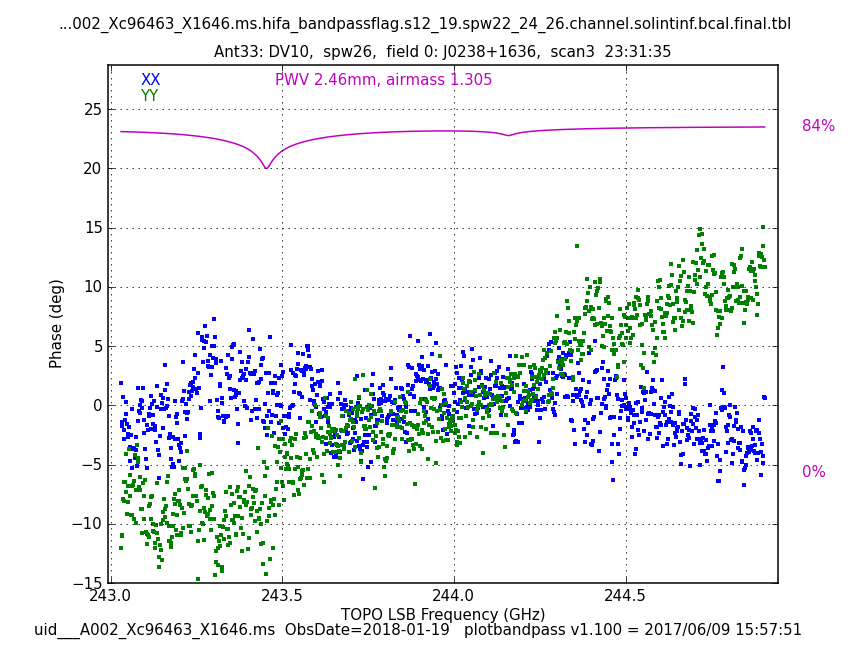 ...002_Xc96463_X1646.ms.hifa_bandpassflag.s12_19.spw22_24_26.channel.solintinf.bcal.final.tbl
Ant33: DV10,  spw26,  field 0: J0238+1636,  scan3  23:31:35
XX
PWV 2.46mm, airmass 1.305
YY
25
84%
20
15
10
5
0
−5
0%
−10
−15
Phase (deg)
243.0
243.5
244.0
244.5
TOPO LSB Frequency (GHz)
uid___A002_Xc96463_X1646.ms  ObsDate=2018-01-19   plotbandpass v1.100 = 2017/06/09 15:57:51